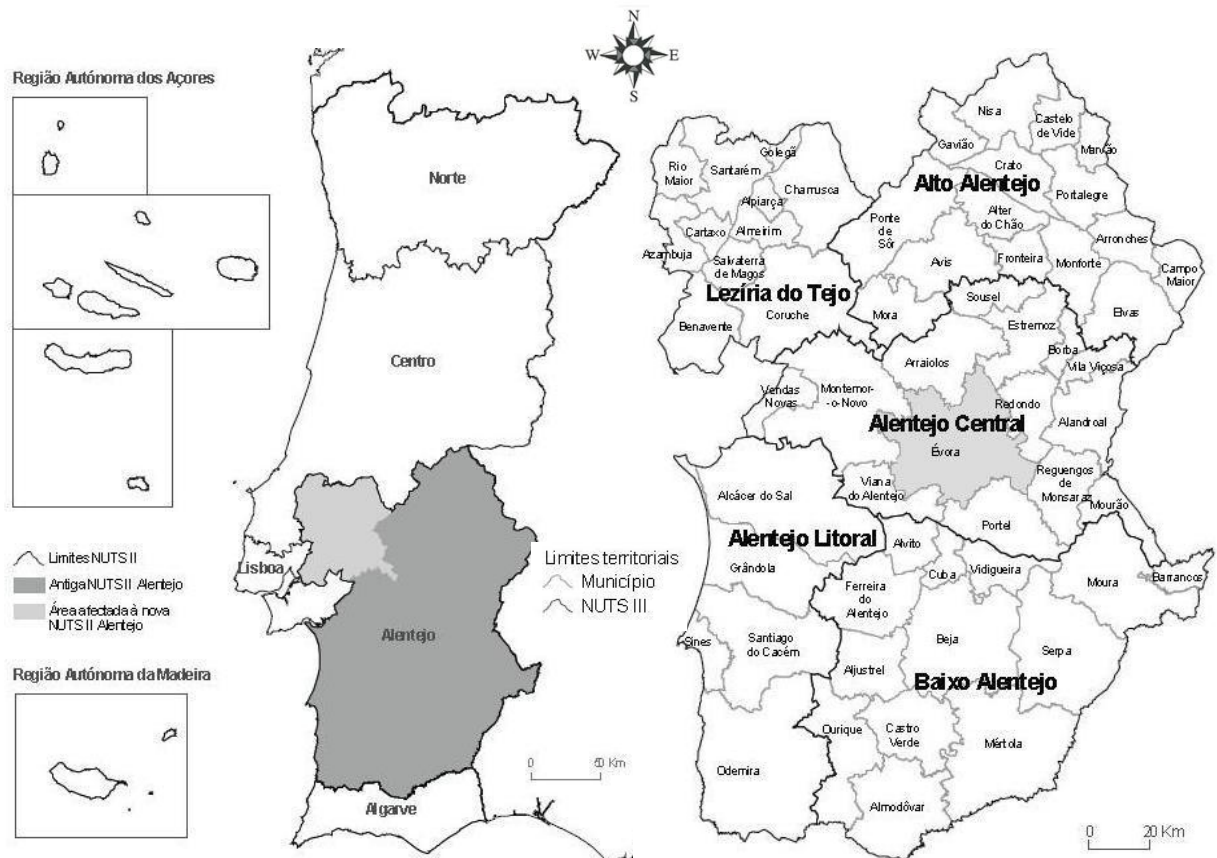 Região Autónoma dos Açores
Limites NUTS II
Antiga NUTS II Alentejo
Área afectada à nova
NUTS II Alentejo
Região Autónoma da Madeira
N
W
E
S
Norte
Centro
Lisboa
Alentejo
Algarve
0 60 Km
Limites territoriais
Município
NUTS III
Nisa
Castelo
de Vide
Gavião
Marvão
Crato
Alto Alentejo
Portalegre
Ponte
de
Sôr
Alter
do Chão
Arronches
Avis
Fronteira
Monforte
Campo
Maior
Elvas
Mora
Sousel
Golegã
Rio
Maior
Santarém
Chamusca
Alpiarça
Cartaxo
Almeirim
Azambuja
Salvaterra
de Magos
Lezíria do Tejo
Benavente
Coruche
Estremoz
Arraiolos
Borba
Vila Viçosa
Vendas
Novas
Montemor-
-o-Novo
Redondo
Alentejo Central
Alandroal
Évora
Reguengos
de
Monsaraz
Viana
do Alentejo
Mourão
Portel
Alcácer do Sal
Alentejo Litoral
Grândola
Sines
Santiago
do Cacém
Odemira
Alvito
Cuba
Vidigueira
Moura
Barrancos
Ferreira
do
Alentejo
Beja
Serpa
Aljustrel
Baixo Alentejo
Ourique
Castro
Verde
Mértola
Almodôvar
0 20 Km